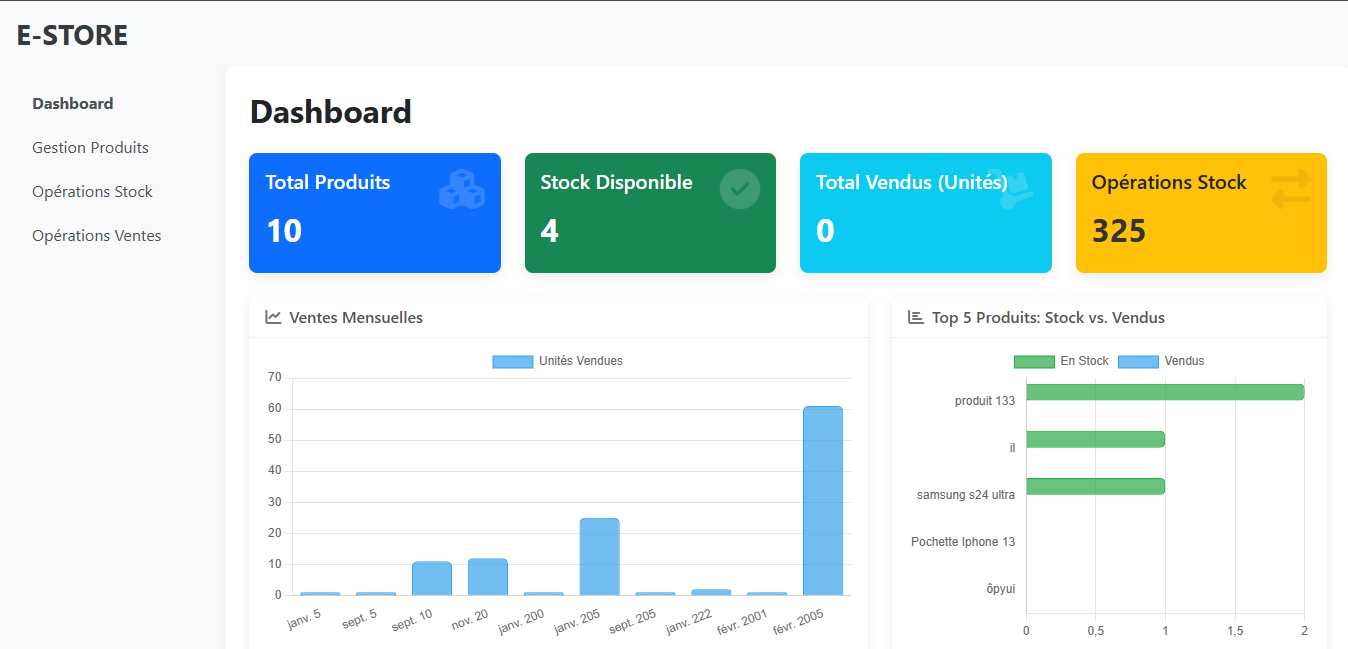 E-STORE
Dashboard
Gestion Produits
Opérations Stock
Opérations Ventes
Dashboard
Total Produits
10
Stock Disponible
4
Total Vendus (Unités)
0
Opérations Stock
325
Ventes Mensuelles
Unités Vendues
70
60
50
40
30
20
10
0
janv. 5
sept. 5
sept. 10
nov. 20
janv. 200
janv. 205
sept. 205
janv. 222
févr. 2001
févr. 2005
Top 5 Produits: Stock vs. Vendus
En Stock Vendus
produit 133
il
samsung s24 ultra
Pochette Iphone 13
ôpyui
0 0,5 1 1,5 2